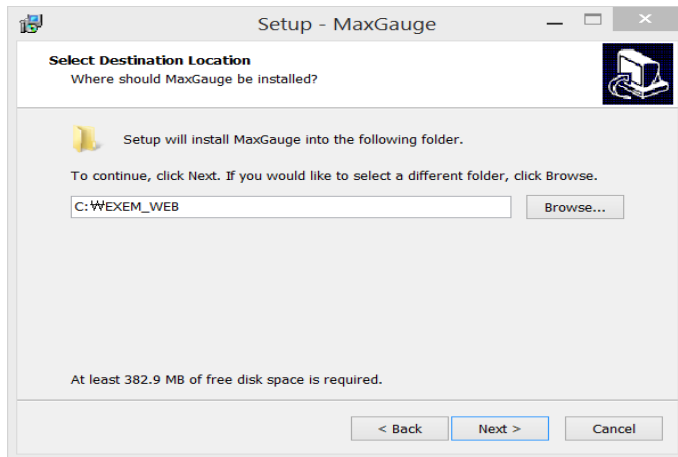 Setup - MaxGauge
Select Destination Location
Where should MaxGauge be installed?
Setup will install MaxGauge into the following folder.
To continue, click Next. If you would like to select a different folder, click Browse.
C:₩EXEM_WEB
Browse...
At least 382.9 MB of free disk space is required.
< Back
Next >
Cancel